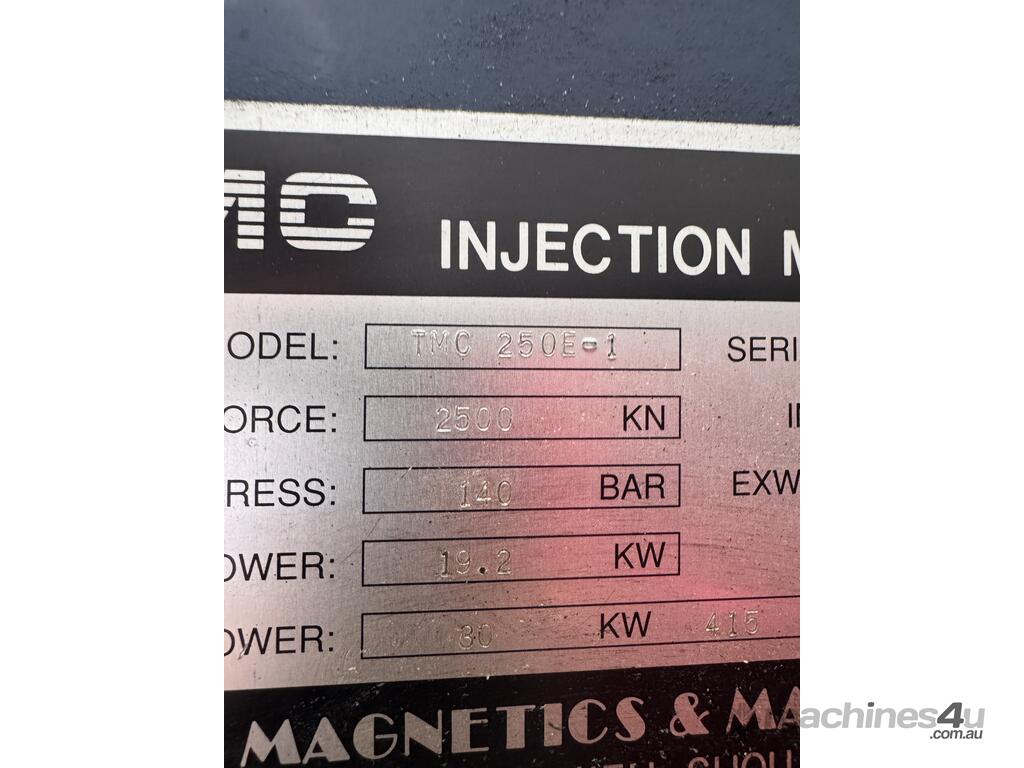 MC INJECTION M
ODEL: TMC 250E-1 SERI
ORCE: 2500 KN
RESS: 140 BAR EXW
OWER: 19.2 KW
OWER: 30 KW 415
MAGNETICS & MA
machines4u
.com.au